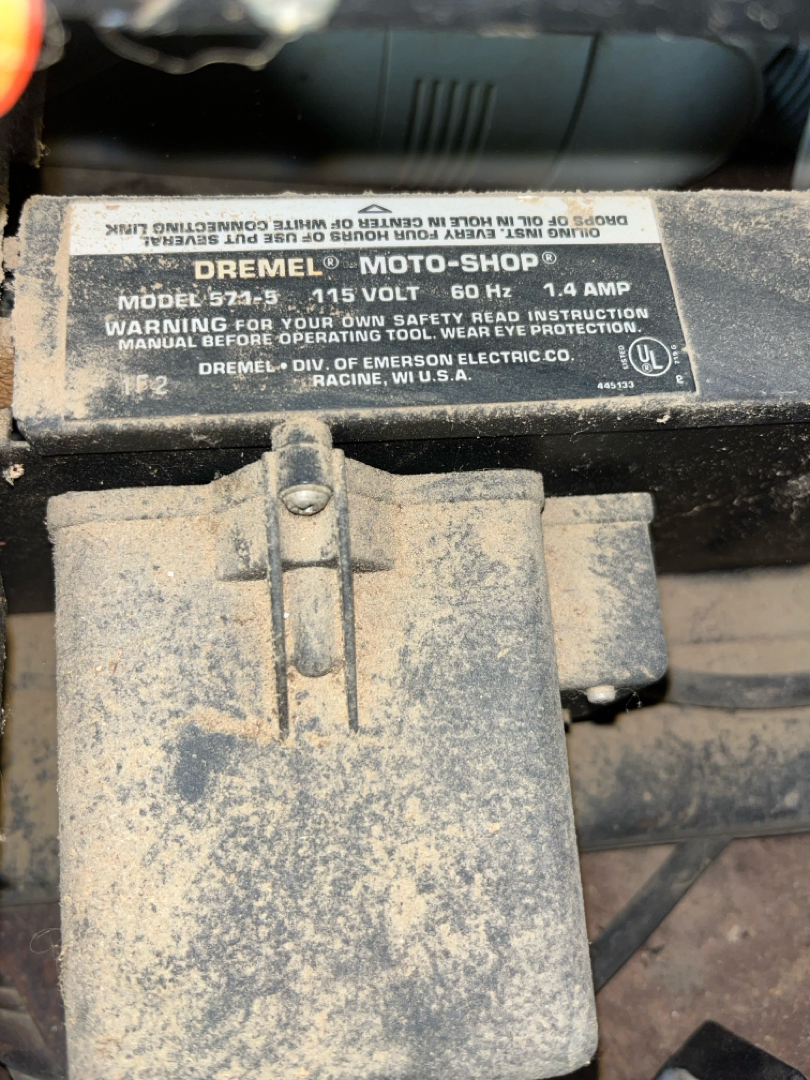 OILING INST. EVERY FOUR HOURS OF USE PUT SEVERAL
DROPS OF OIL IN HOLE IN CENTER OF WHITE CONNECTING LINK
DREMEL® MOTO-SHOP®
MODEL 571-5 115 VOLT 60 Hz 1.4 AMP
WARNING FOR YOUR OWN SAFETY READ INSTRUCTION
MANUAL BEFORE OPERATING TOOL. WEAR EYE PROTECTION.
DREMEL • DIV. OF EMERSON ELECTRIC CO.
RACINE, WI U.S.A.
1F2
LISTED
UL
®
445133